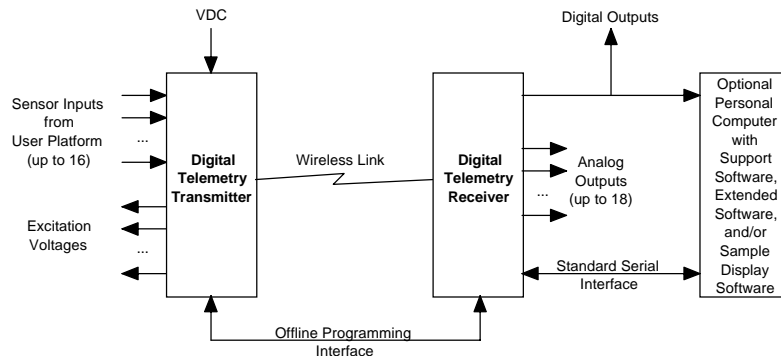 VDC
Digital Outputs
Sensor Inputs
from
User Platform
(up to 16)
...
Excitation
Voltages
...
Digital
Telemetry
Transmitter
Wireless Link
Digital
Telemetry
Receiver
...
Analog
Outputs
(up to 18)
Standard Serial
Interface
Optional
Personal
Computer
with
Support
Software,
Extended
Software,
and/or
Sample
Display
Software
Offline Programming
Interface